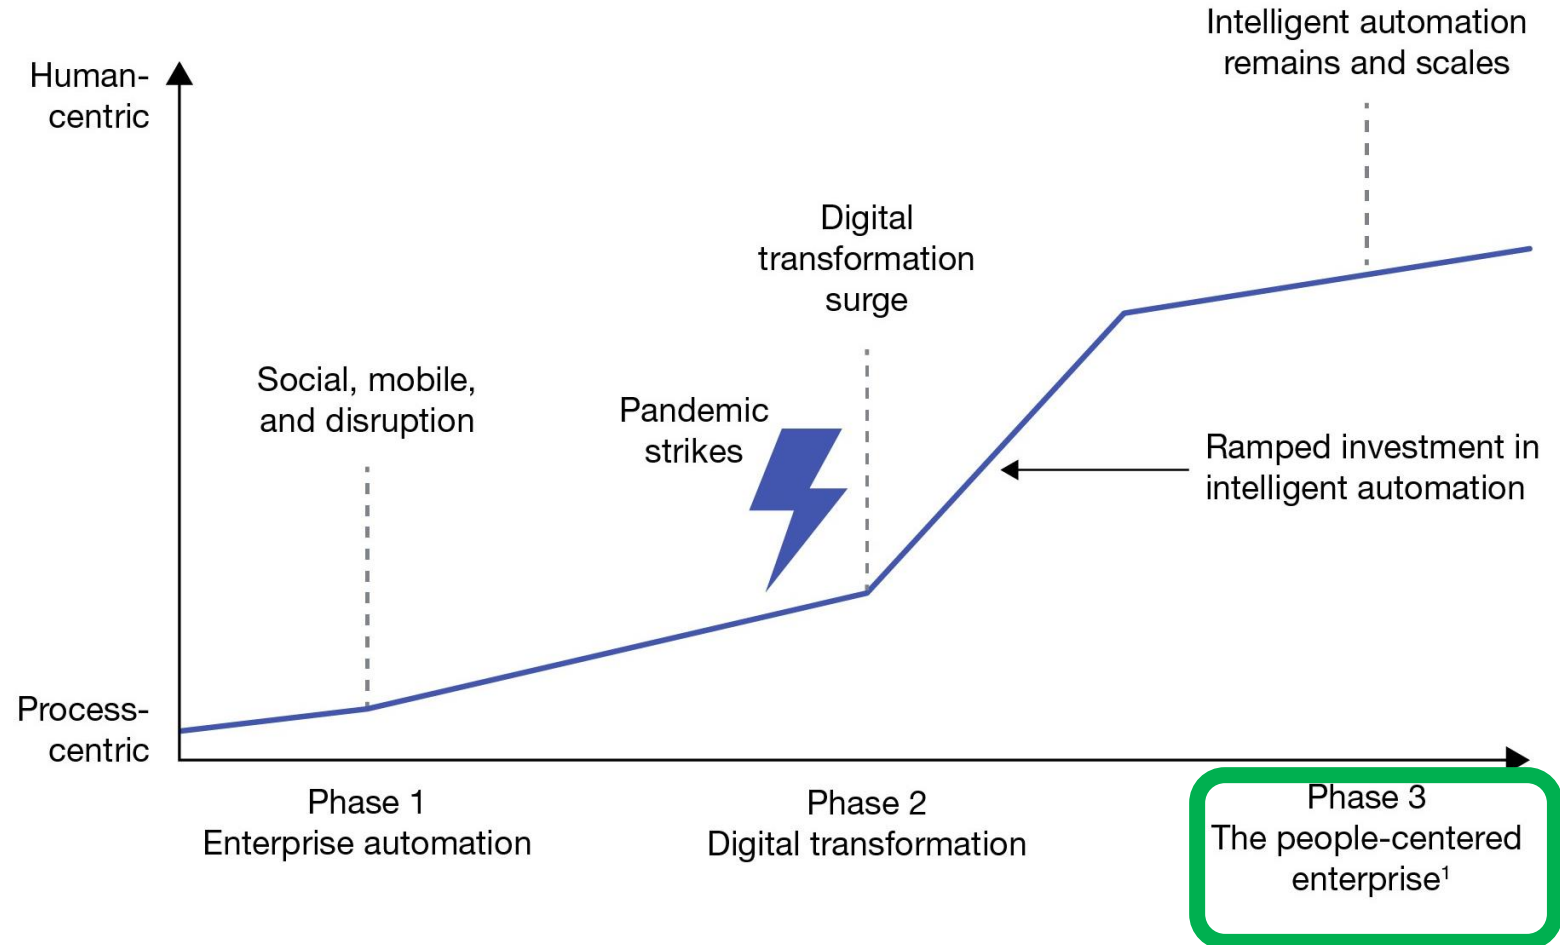 Intelligent automation
remains and scales
Human-
centric
Digital
transformation
surge
Social, mobile,
and disruption
Pandemic
strikes
Ramped investment in
intelligent automation
Process-
centric
Phase 1
Enterprise automation
Phase 2
Digital transformation
Phase 3
The people-centered
enterprise¹